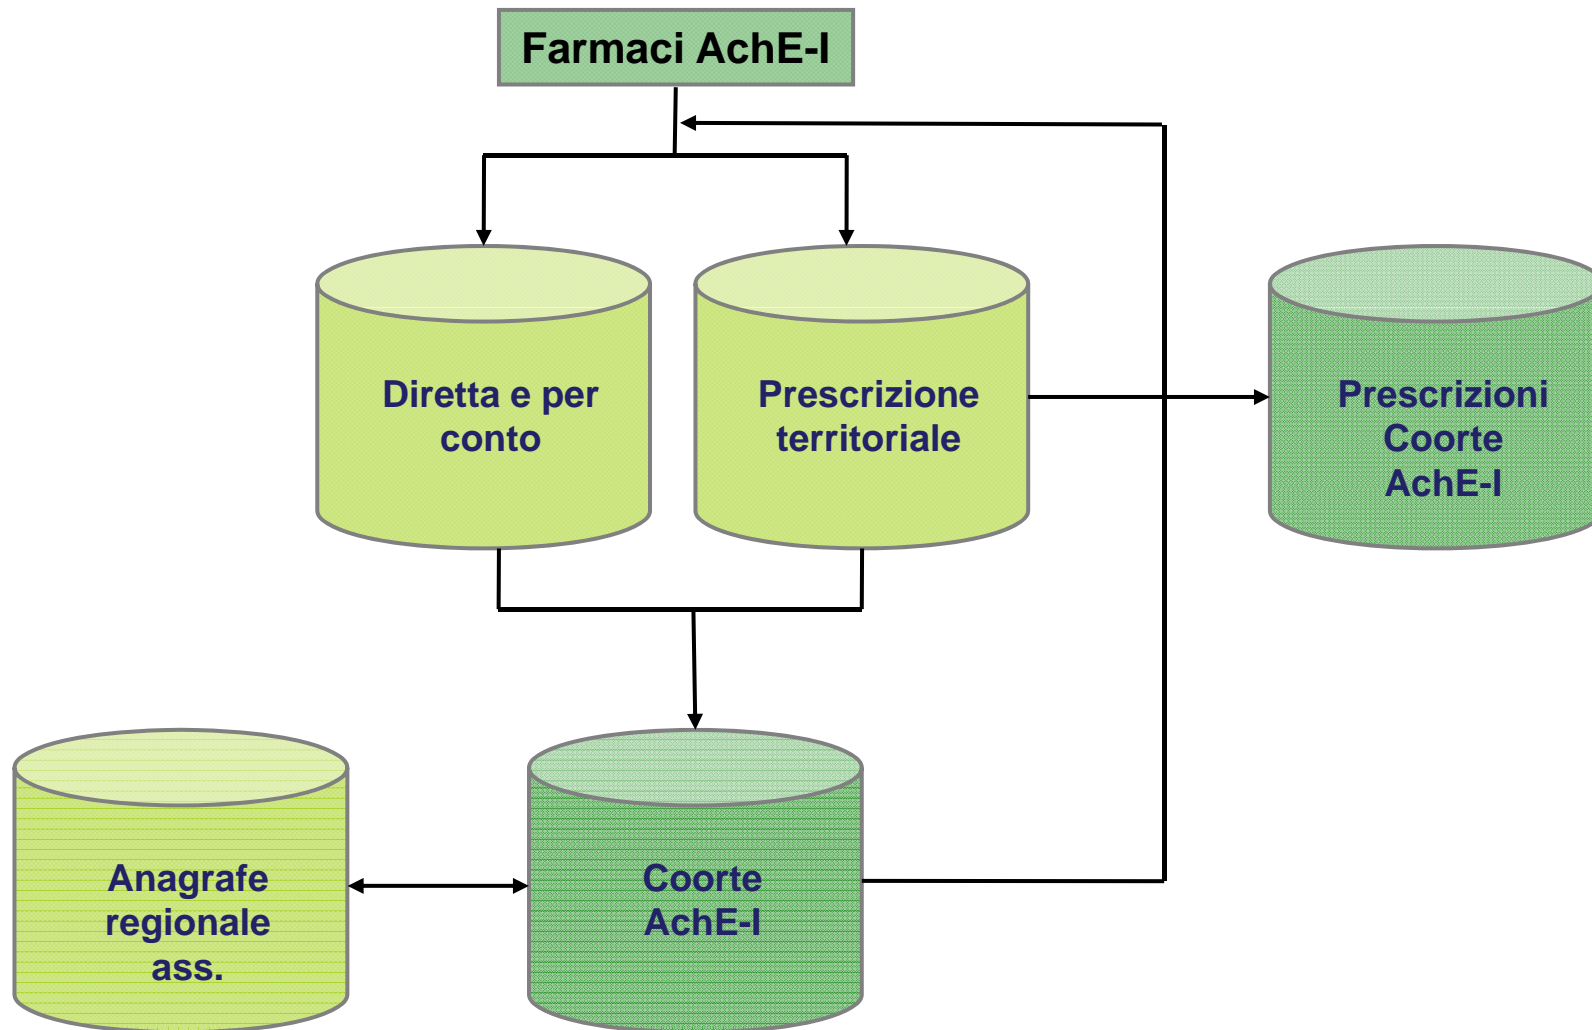 Farmaci AchE-I
Diretta e per
conto
Prescrizione
territoriale
Prescrizioni
Coorte
AchE-I
Anagrafe
regionale
ass.
Coorte
AchE-I